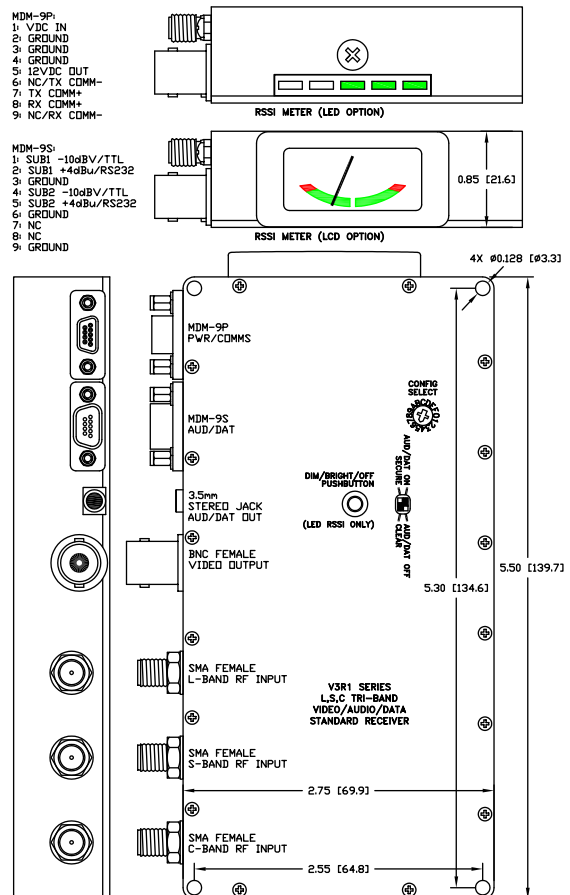 MDM-9P:
1: VDC IN
2: GROUND
3: GROUND
4: GROUND
5: 12VDC OUT
6: NC/TX COMM-
7: TX COMM+
8: RX COMM+
9: NC/RX COMM-
RSSI METER (LED OPTION)
MDM-9S:
1: SUB1 -10dBV/TTL
2: SUB1 +4dBu/RS232
3: GROUND
4: SUB2 -10dBV/TTL
5: SUB2 +4dBu/RS232
6: GROUND
7: NC
8: NC
9: GROUND
0.85 [21.6]
RSSI METER (LCD OPTION)
4X Ø0.128 [Ø3.3]
MDM-9P
PWR/COMMS
CONFIG
SELECT
0123456789ABCDEF
MDM-9S
AUD/DAT
AUD/DAT ON
SECURE
DIM/BRIGHT/OFF
PUSHBUTTON
(LED RSSI ONLY)
AUD/DAT OFF
CLEAR
3.5mm
STEREO JACK
AUD/DAT OUT
BNC FEMALE
VIDEO OUTPUT
5.50 [139.7]
5.30 [134.6]
SMA FEMALE
L-BAND RF INPUT
V3R1 SERIES
L,S,C TRI-BAND
VIDEO/AUDIO/DATA
STANDARD RECEIVER
SMA FEMALE
S-BAND RF INPUT
2.75 [69.9]
SMA FEMALE
C-BAND RF INPUT
2.55 [64.8]